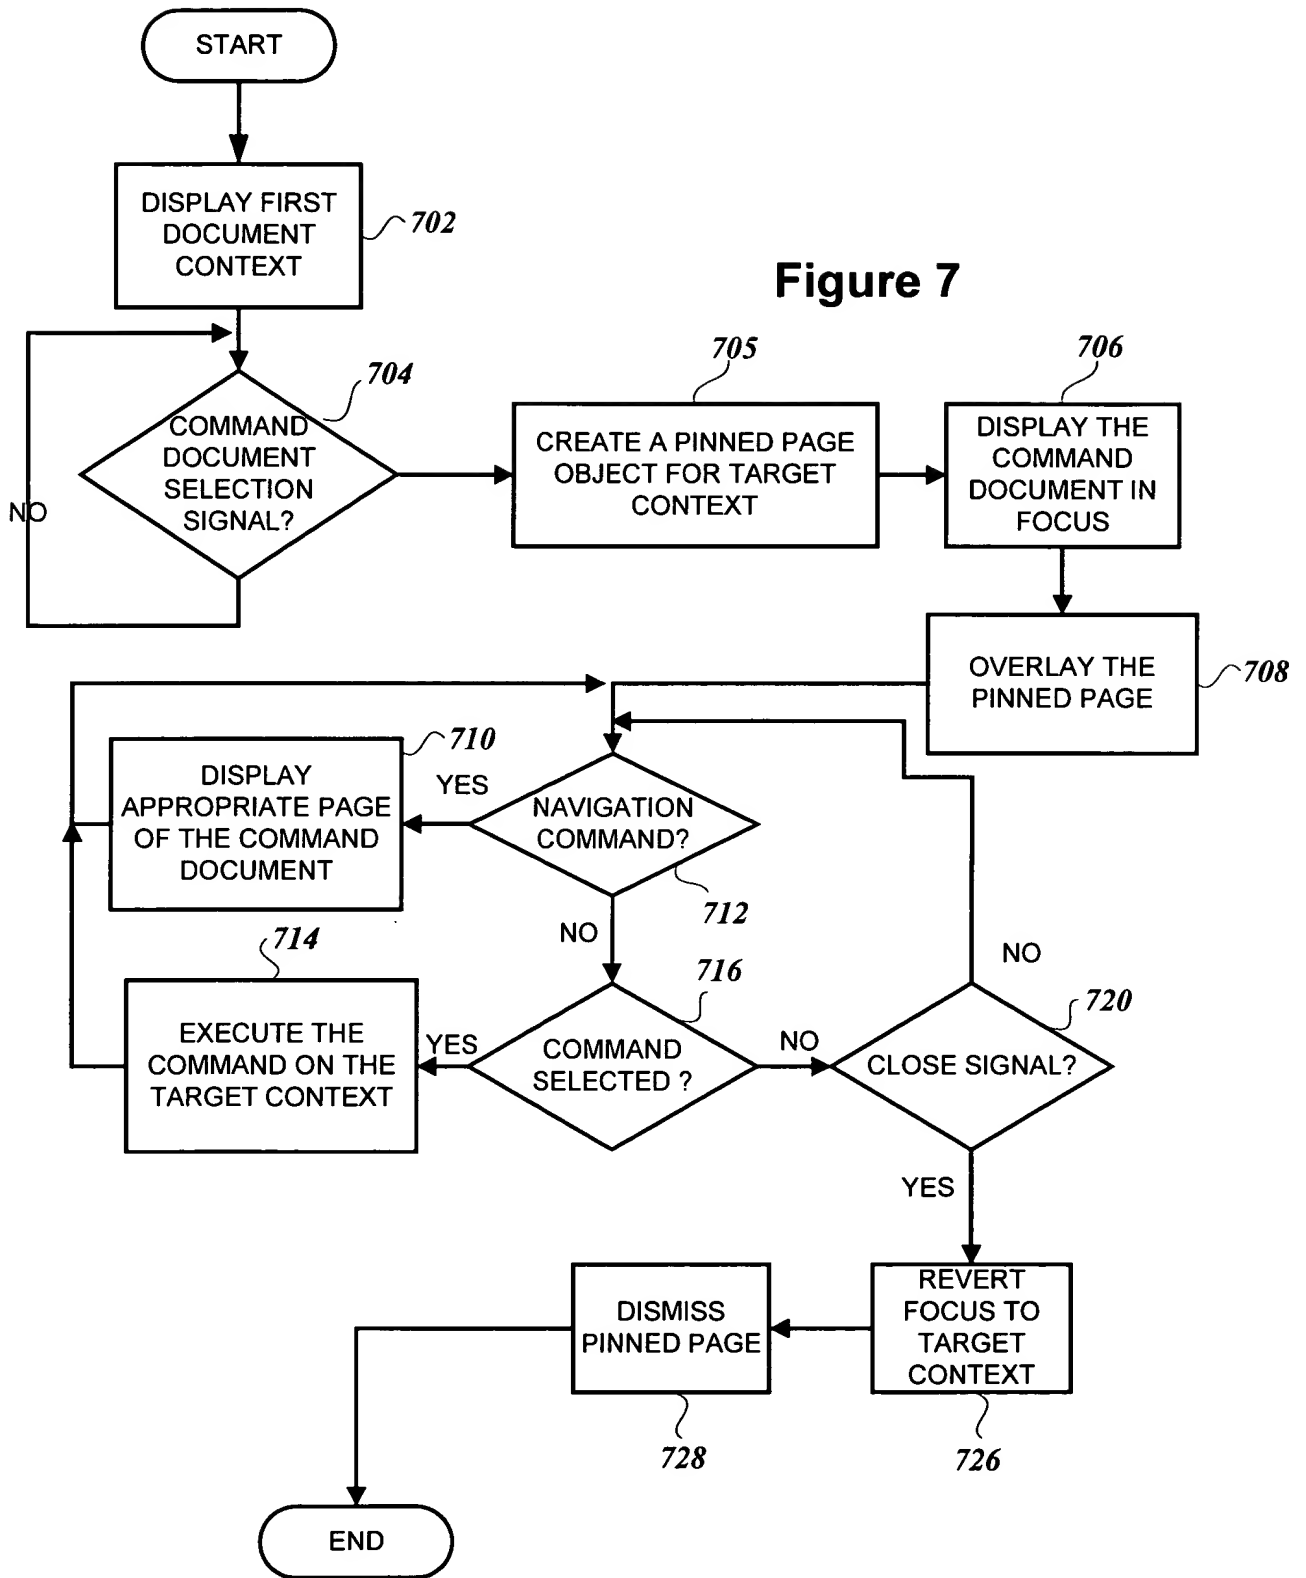 START
DISPLAY FIRST
DOCUMENT
CONTEXT
702
Figure 7
704
COMMAND
DOCUMENT
SELECTION
SIGNAL?
NO
705
CREATE A PINNED PAGE
OBJECT FOR TARGET
CONTEXT
706
DISPLAY THE
COMMAND
DOCUMENT IN
FOCUS
OVERLAY THE
PINNED PAGE
708
710
DISPLAY
APPROPRIATE PAGE
OF THE COMMAND
DOCUMENT
YES
NAVIGATION
COMMAND?
712
NO
714
EXECUTE THE
COMMAND ON THE
TARGET CONTEXT
YES
716
COMMAND
SELECTED ?
NO
NO
720
CLOSE SIGNAL?
YES
REVERT
FOCUS TO
TARGET
CONTEXT
726
DISMISS
PINNED PAGE
728
END